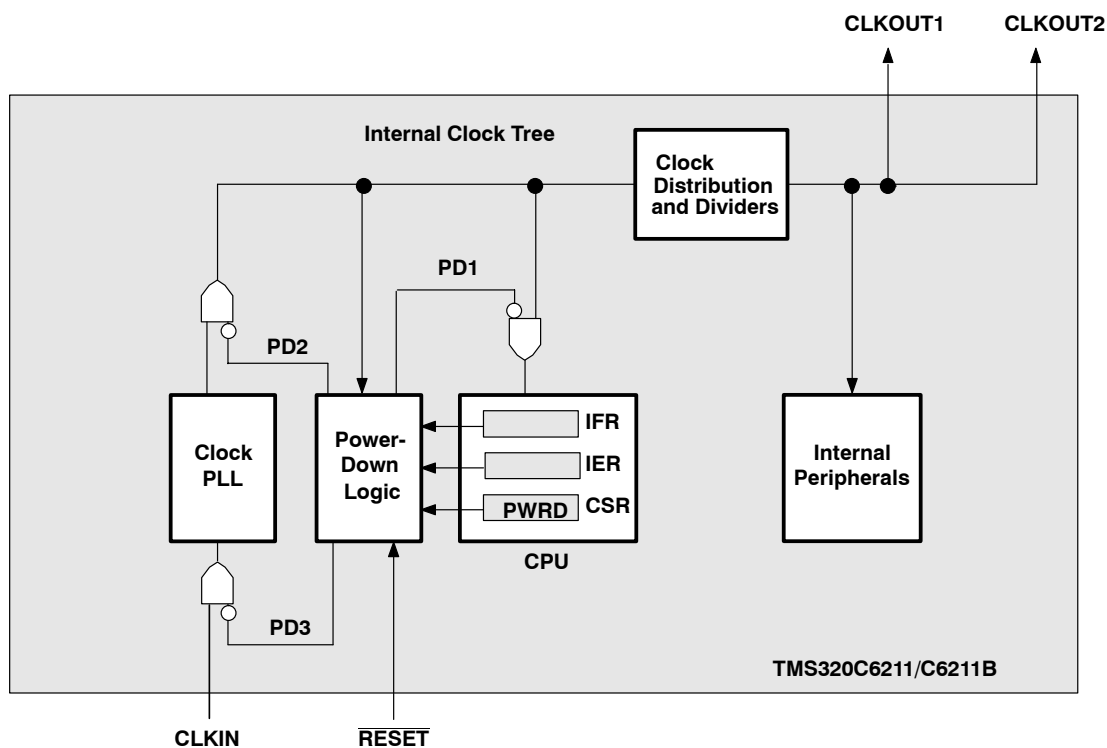 CLKOUT1
CLKOUT2
Internal Clock Tree
Clock
Distribution
and Dividers
PD1
PD2
Clock
PLL
Power-
Down
Logic
IFR
IER
PWRD
CSR
CPU
Internal
Peripherals
PD3
TMS320C6211/C6211B
CLKIN
RESET